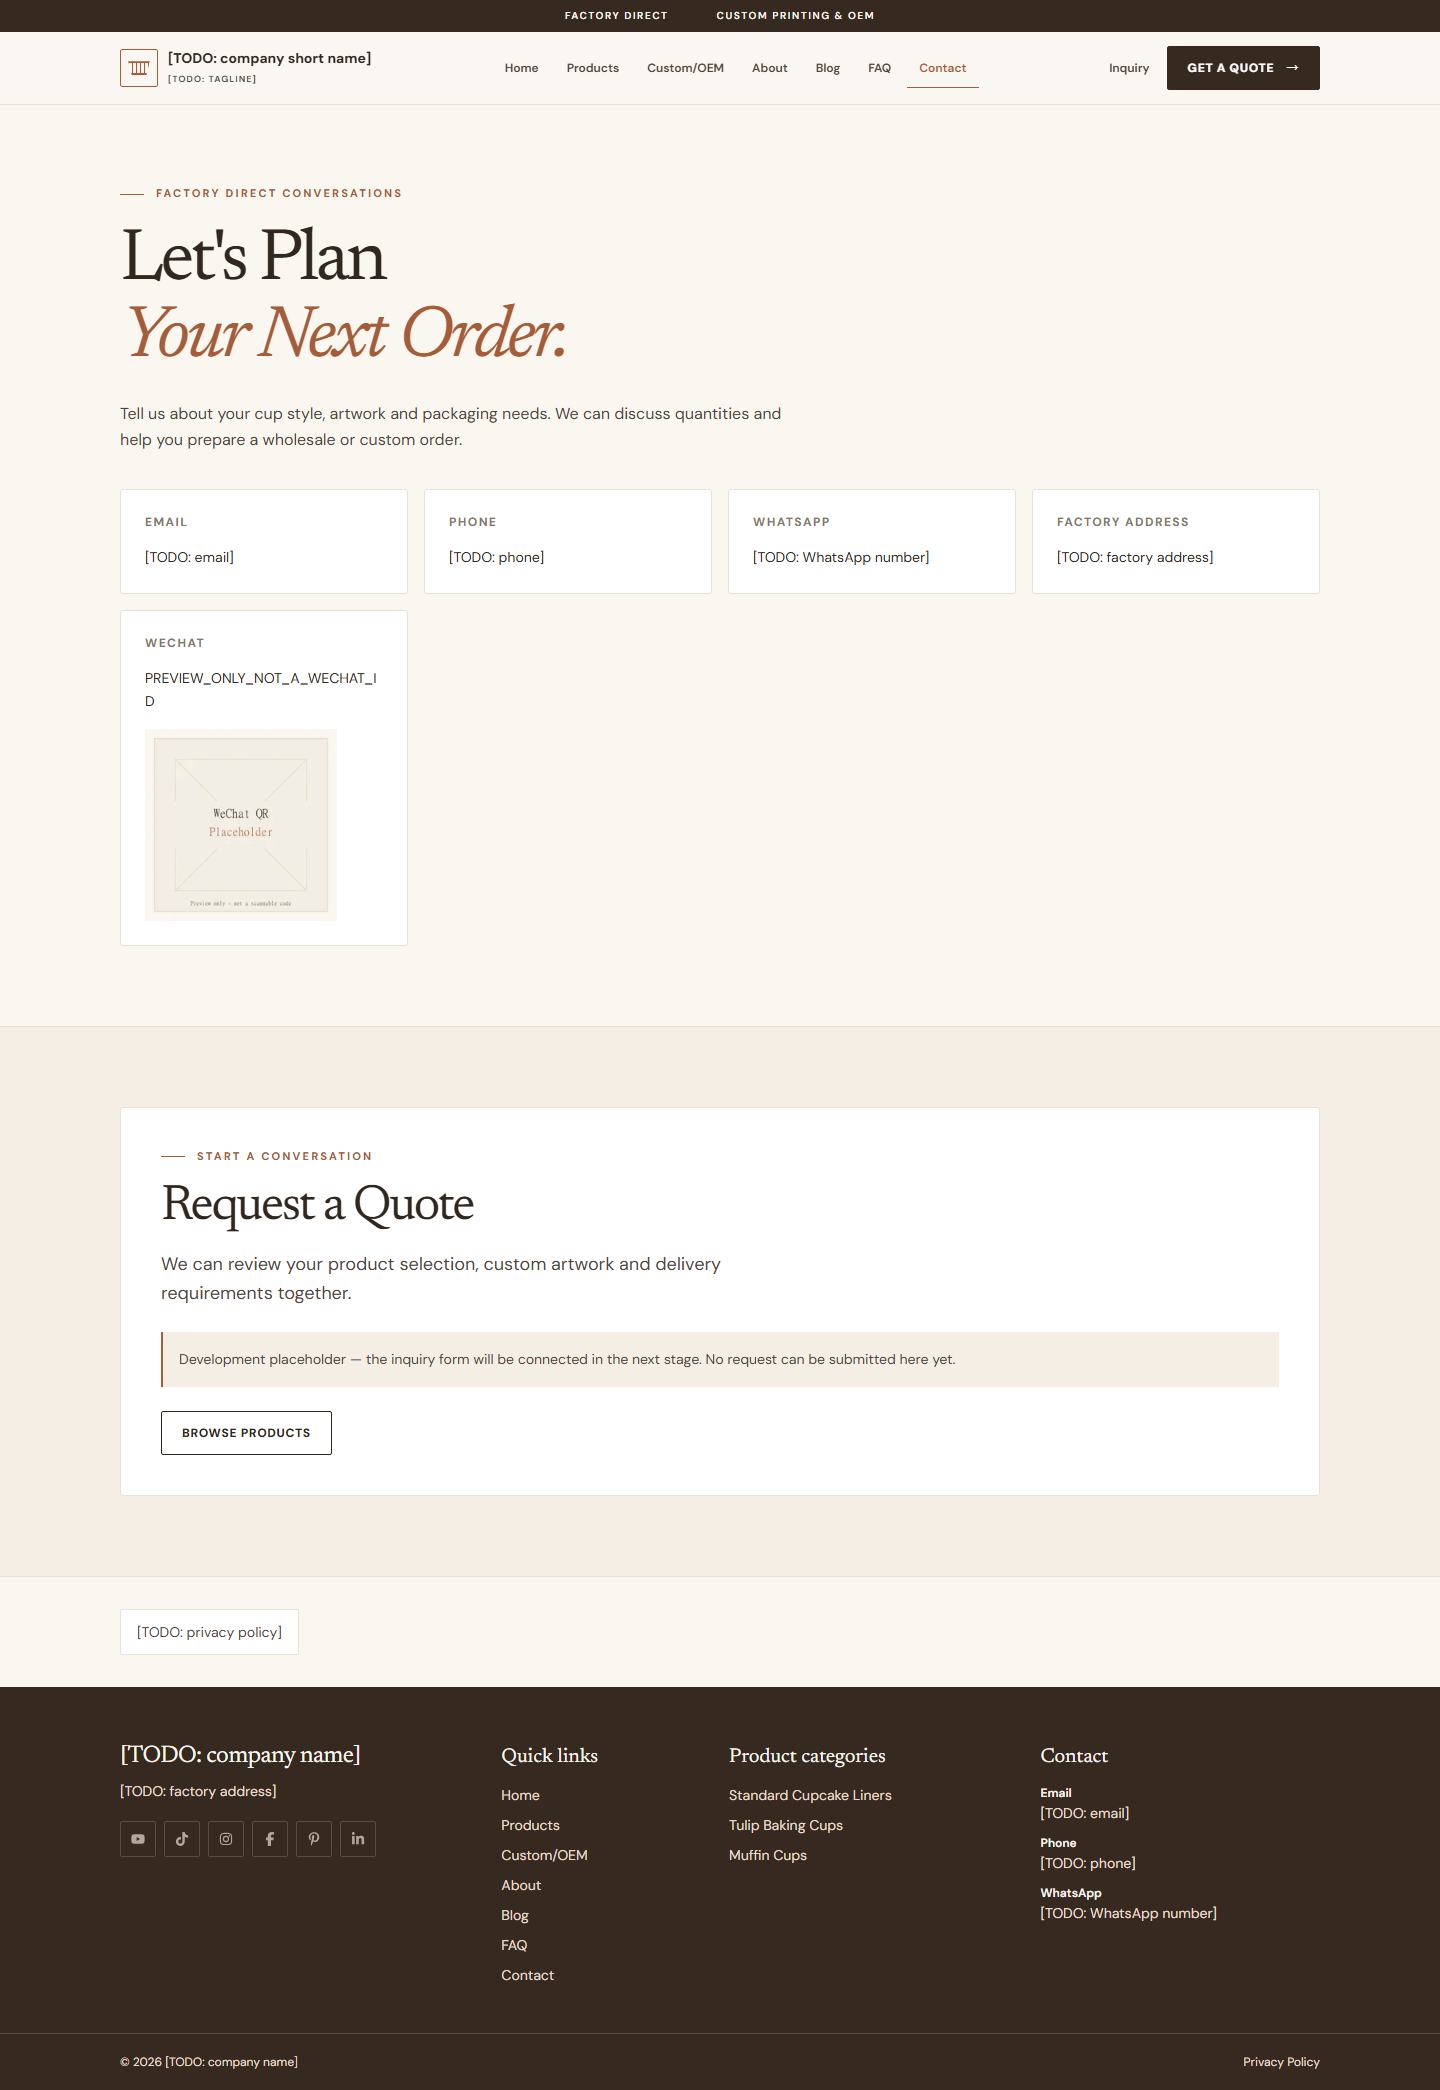 FACTORY DIRECT
CUSTOM PRINTING & OEM
[TODO: company short name]
[TODO: TAGLINE]
Home
Products
Custom/OEM
About
Blog
FAQ
Contact
Inquiry
GET A QUOTE →
FACTORY DIRECT CONVERSATIONS
Let's Plan
Your Next Order.
Tell us about your cup style, artwork and packaging needs. We can discuss quantities and
help you prepare a wholesale or custom order.
EMAIL
[TODO: email]
PHONE
[TODO: phone]
WHATSAPP
[TODO: WhatsApp number]
FACTORY ADDRESS
[TODO: factory address]
WECHAT
PREVIEW_ONLY_NOT_A_WECHAT_I
D
WeChat QR
Placeholder
Preview only - not a scannable code
START A CONVERSATION
Request a Quote
We can review your product selection, custom artwork and delivery
requirements together.
Development placeholder — the inquiry form will be connected in the next stage. No request can be submitted here yet.
BROWSE PRODUCTS
[TODO: privacy policy]
[TODO: company name]
[TODO: factory address]
Quick links
Home
Products
Custom/OEM
About
Blog
FAQ
Contact
Product categories
Standard Cupcake Liners
Tulip Baking Cups
Muffin Cups
Contact
Email
[TODO: email]
Phone
[TODO: phone]
WhatsApp
[TODO: WhatsApp number]
© 2026 [TODO: company name]
Privacy Policy